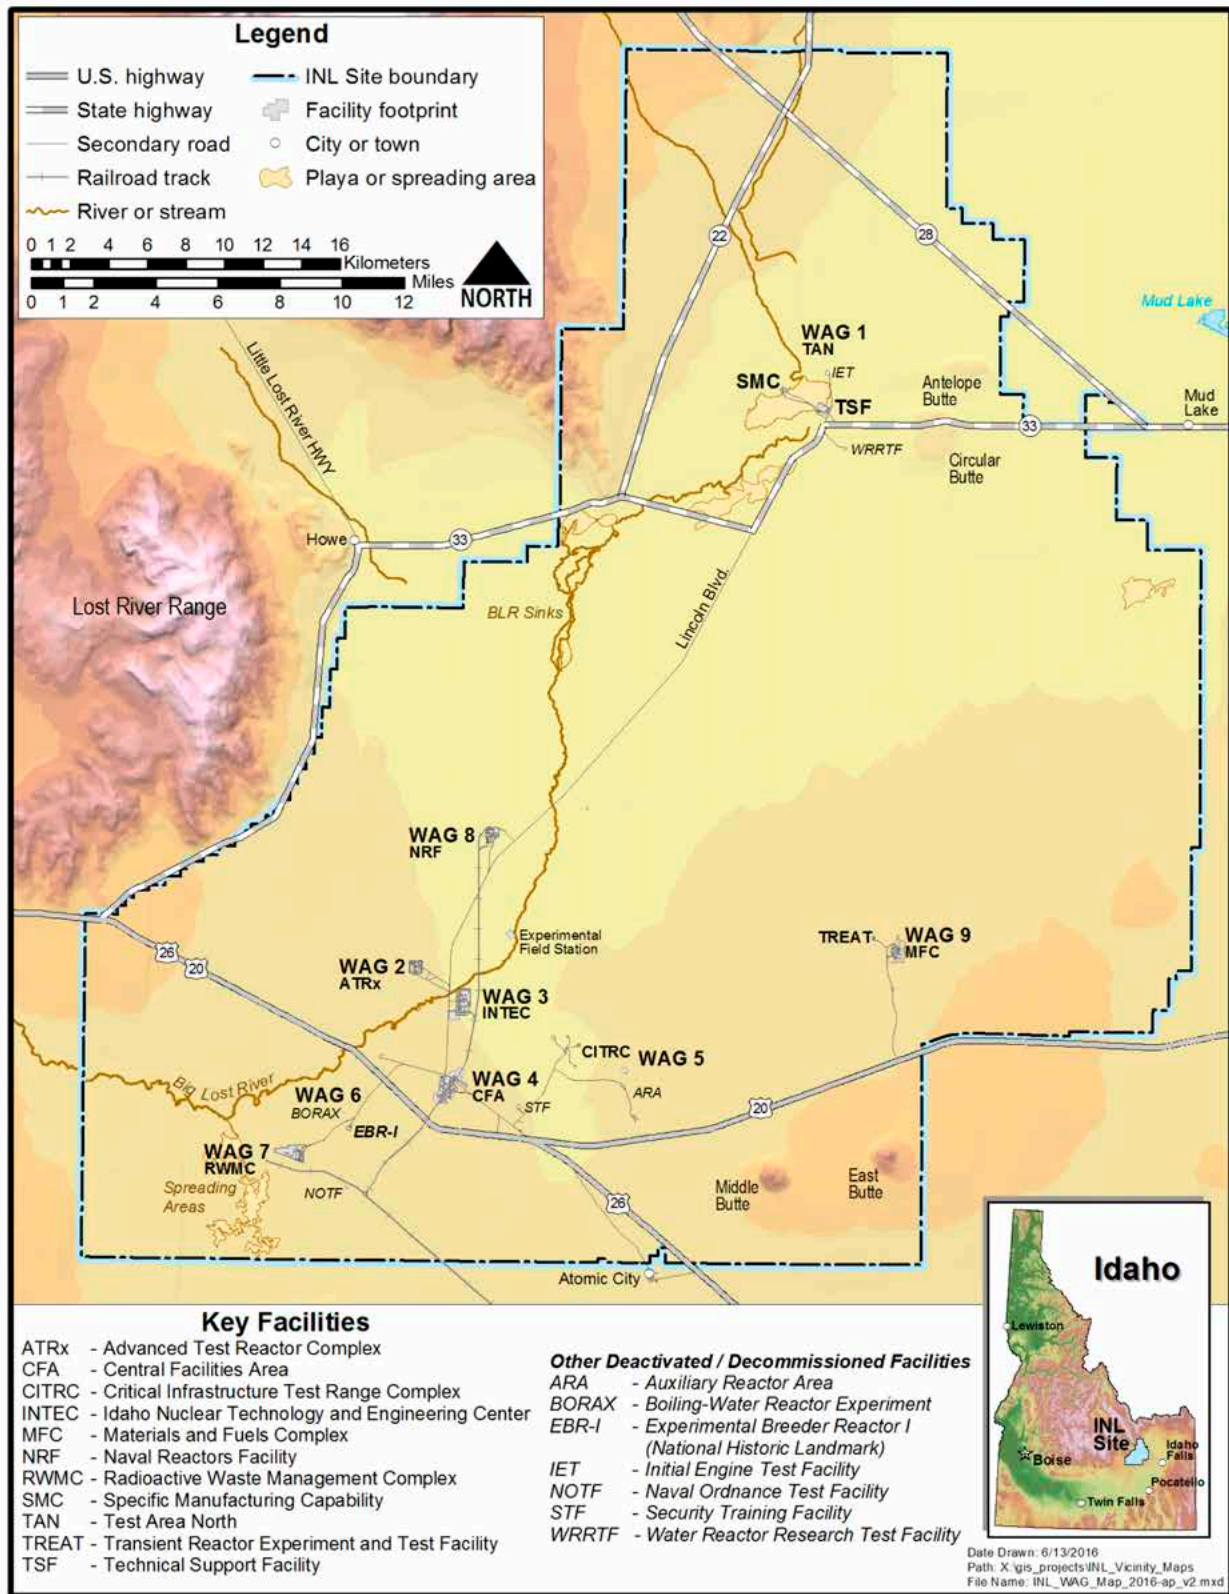 Legend
U.S. highway
State highway
Secondary road
Railroad track
River or stream
INL Site boundary
Facility footprint
City or town
Playa or spreading area
0 1 2 4 6 8 10 12 14 16
Kilometers
Miles
0 1 2 4 6 8 10 12
NORTH
22
28
Mud Lake
Little Lost River HWY
WAG 1
TAN
IET
SMC
TSF
Antelope
Butte
Mud
Lake
33
WRRTF
Circular
Butte
Howe
33
Lost River Range
BLR Sinks
Lincoln Blvd.
WAG 8
NRF
Experimental
Field Station
TREAT
WAG 9
MFC
26
20
WAG 2
ATRx
WAG 3
INTEC
CITRC
WAG 5
Big Lost River
WAG 6
BORAX
WAG 4
CFA
STF
ARA
20
EBR-I
WAG 7
RWMC
Spreading
Areas
NOTF
Middle
Butte
East
Butte
26
Atomic City
Key Facilities
ATRx - Advanced Test Reactor Complex
CFA - Central Facilities Area
CITRC - Critical Infrastructure Test Range Complex
INTEC - Idaho Nuclear Technology and Engineering Center
MFC - Materials and Fuels Complex
NRF - Naval Reactors Facility
RWMC - Radioactive Waste Management Complex
SMC - Specific Manufacturing Capability
TAN - Test Area North
TREAT - Transient Reactor Experiment and Test Facility
TSF - Technical Support Facility
Other Deactivated / Decommissioned Facilities
ARA - Auxiliary Reactor Area
BORAX - Boiling-Water Reactor Experiment
EBR-I - Experimental Breeder Reactor I
(National Historic Landmark)
IET - Initial Engine Test Facility
NOTF - Naval Ordnance Test Facility
STF - Security Training Facility
WRRTF - Water Reactor Research Test Facility
Idaho
Lewiston
INL
Site
Idaho
Falls
Boise
Pocatello
Twin Falls
Date Drawn: 6/13/2016
Path: X:\gis_projects\INL_Vicinity_Maps
File Name: INL_WAG_Map_2016-ap_v2.mxd